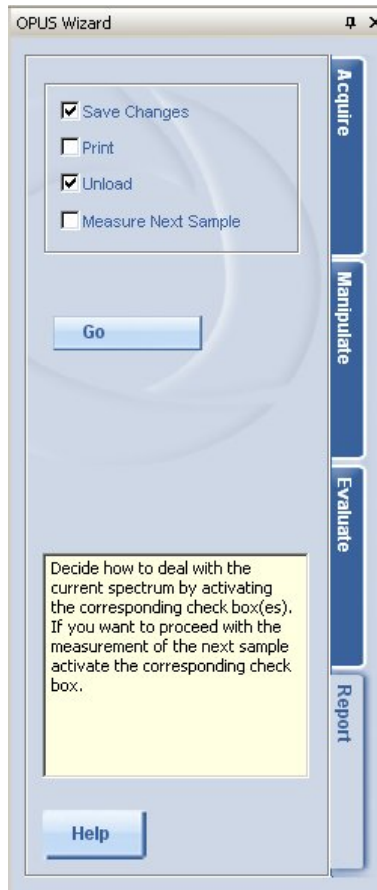 OPUS Wizard
Save Changes
Print
Unload
Measure Next Sample
Go
Decide how to deal with the
current spectrum by activating
the corresponding check box(es).
If you want to proceed with the
measurement of the next sample
activate the corresponding check
box.
Help
Acquire
Manipulate
Evaluate
Report